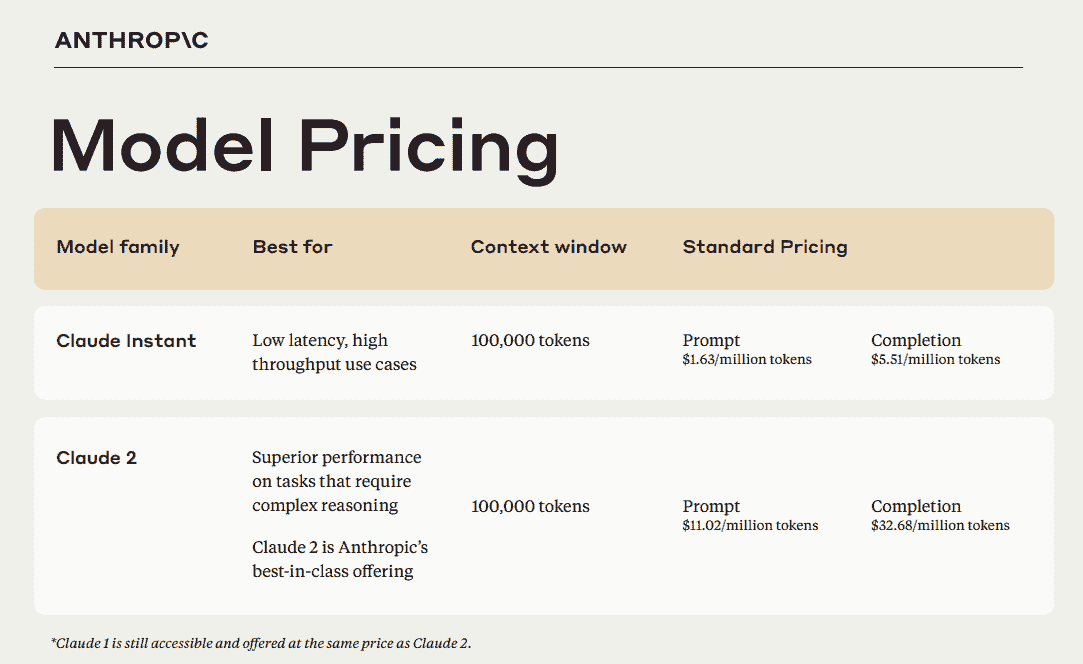 ANTHROP\C
Model Pricing
Model family
Best for
Context window
Standard Pricing
Claude Instant
Low latency, high
throughput use cases
100,000 tokens
Prompt
$1.63/million tokens
Completion
$5.51/million tokens
Claude 2
Superior performance
on tasks that require
complex reasoning
Claude 2 is Anthropic’s
best-in-class offering
100,000 tokens
Prompt
$11.02/million tokens
Completion
$32.68/million tokens
*Claude 1 is still accessible and offered at the same price as Claude 2.